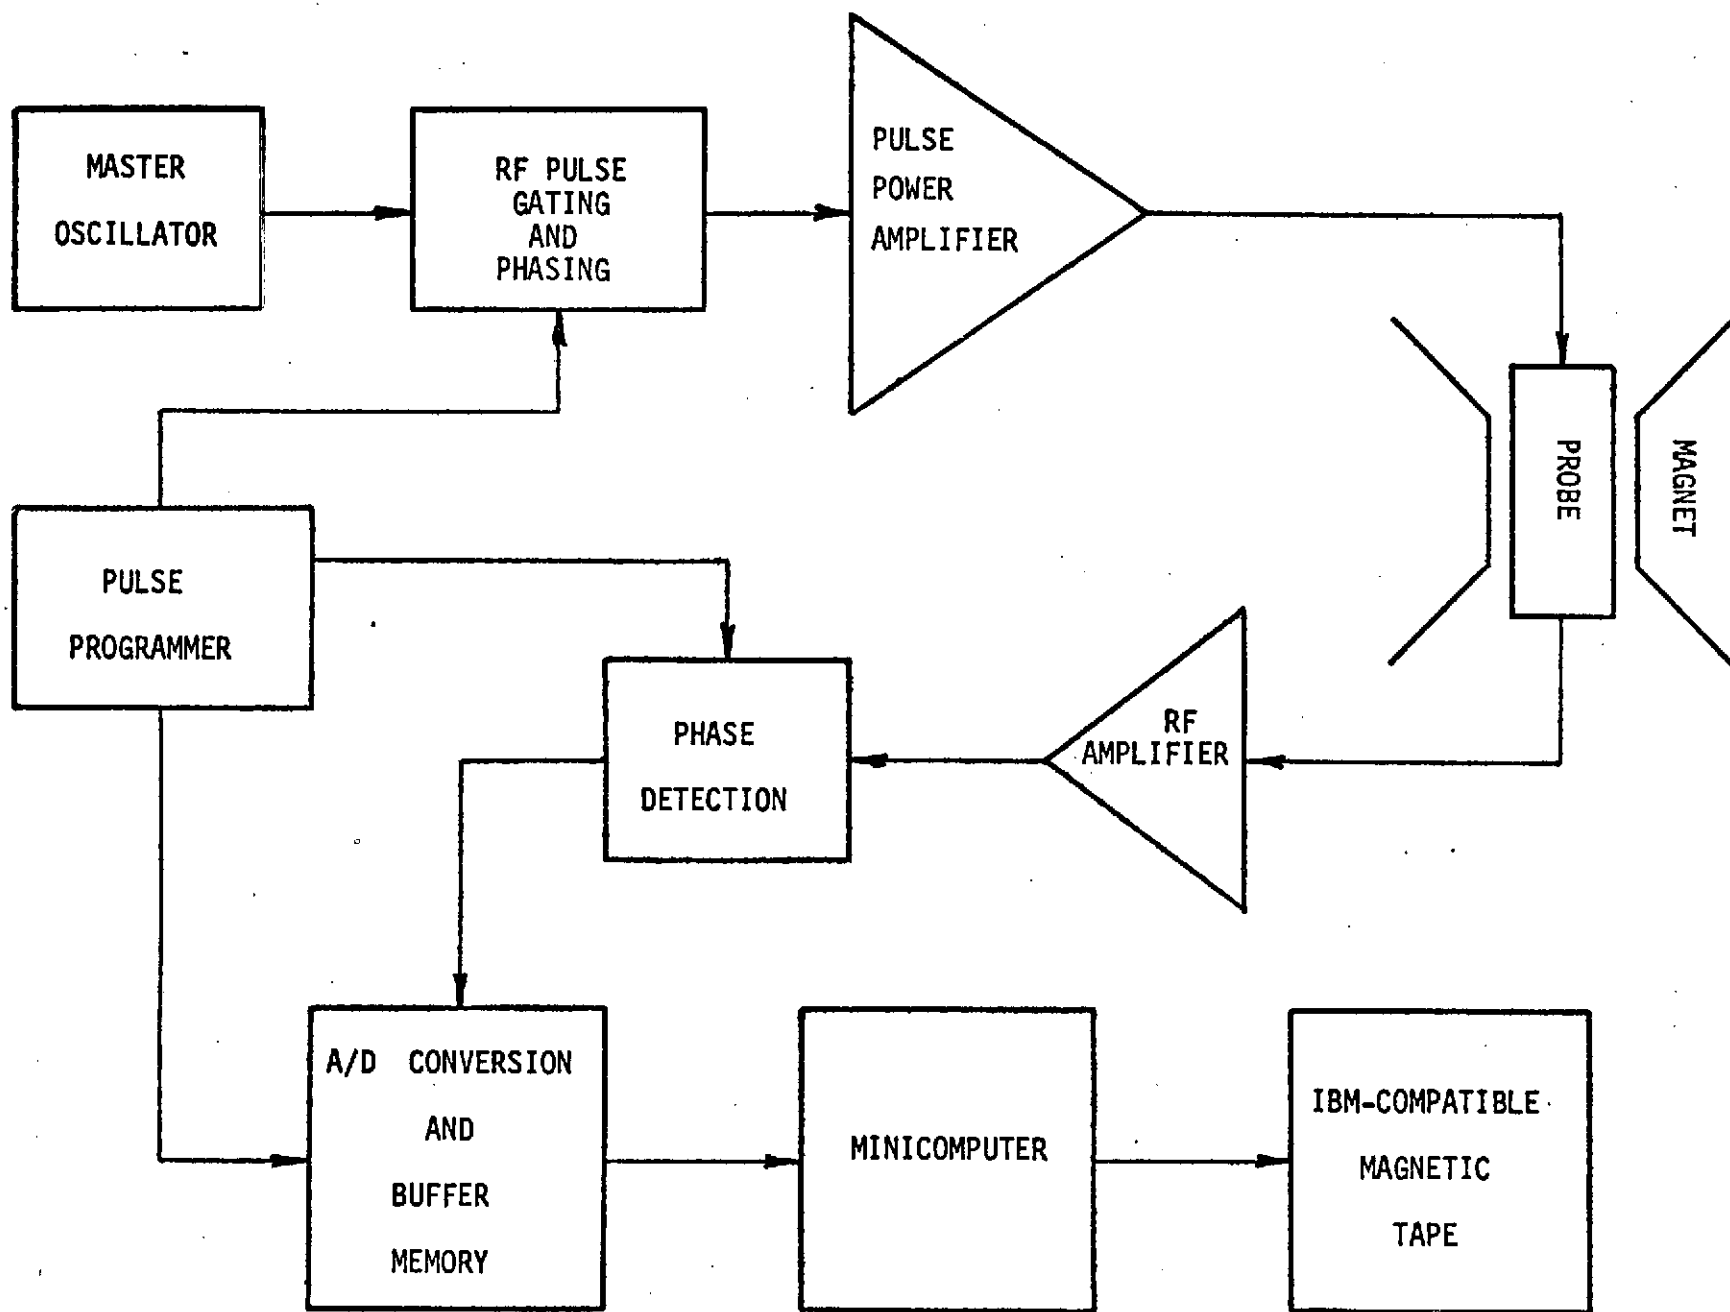 MASTER
OSCILLATOR
RF PULSE
GATING
AND
PHASING
PULSE
POWER
AMPLIFIER
PROBE
MAGNET
PULSE
PROGRAMMER
PHASE
DETECTION
RF
AMPLIFIER
A/D CONVERSION
AND
BUFFER
MEMORY
MINICOMPUTER
IBM-COMPATIBLE
MAGNETIC
TAPE